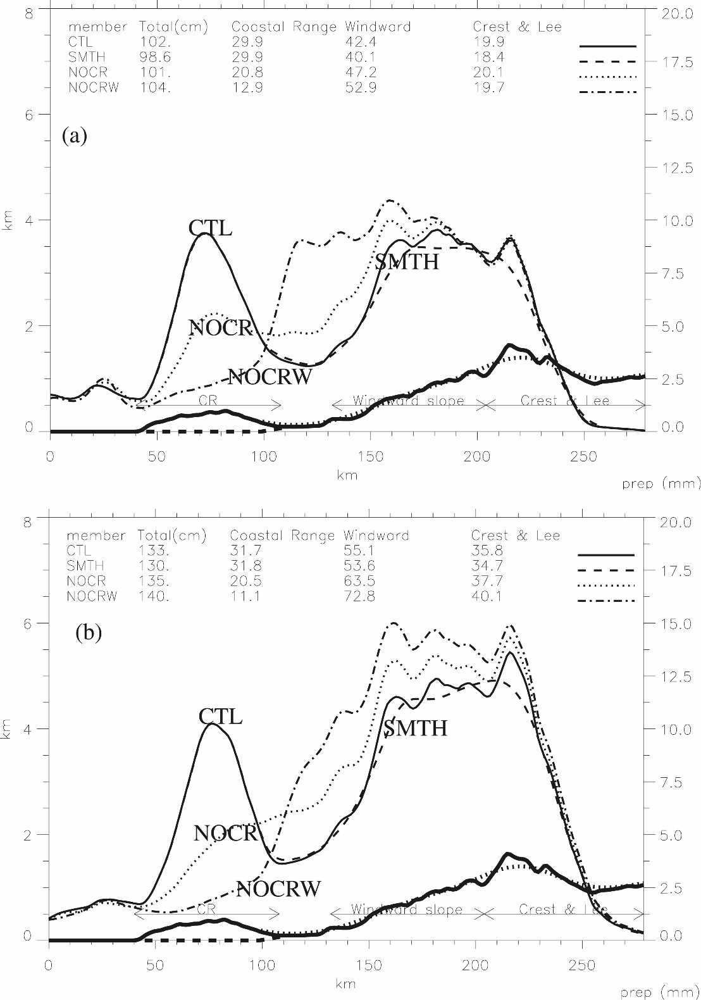 8 20.0
member Total(cm) Coastal Range Windward Crest & Lee
CTL 102. 29.9 42.4 19.9
SMTH 98.6 29.9 40.1 18.4
17.5
NOCR 101. 20.8 47.2 20.1
NOCRW 104. 12.9 52.9 19.7
6 15.0
(a)
12.5
km
4 10.0
CTL
SMTH
7.5
2 5.0
NOCR
NOCRW
2.5
CR Windward slope Crest & Lee
0 0.0
0 50 100 150 200 250
km
prep (mm)
8 20.0
member Total(cm) Coastal Range Windward Crest & Lee
CTL 133. 31.7 55.1 35.8
SMTH 130. 31.8 53.6 34.7
17.5
NOCR 135. 20.5 63.5 37.7
NOCRW 140. 11.1 72.8 40.1
6 15.0
(b)
12.5
CTL
km
4 10.0
SMTH
7.5
2 5.0
NOCR
NOCRW
2.5
CR Windward slope Crest & Lee
0 0.0
0 50 100 150 200 250
km
prep (mm)